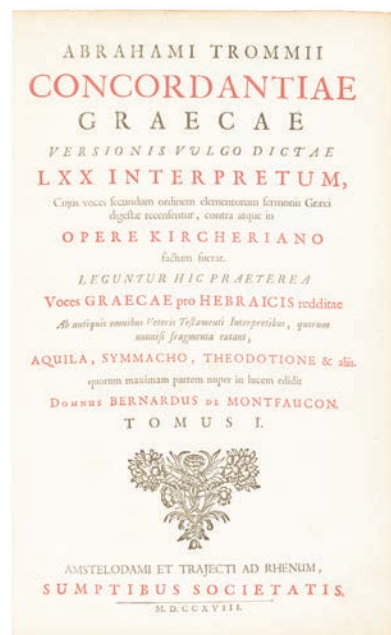 ABRAHAMI TROMMII
CONCORDANTIAE
GRAECAE
VERSIONIS VULGO DICTAE
LXX INTERPRETUM,
Cujus voces secundum ordinem elementorum sermonis Græci
digestæ recensentur, contra atque in
OPERE KIRCHERIANO
factum fuerat.
LEGUNTUR HIC PRAETEREA
Voces GRAECAE pro HEBRAICIS redditae
Ab antiquis omnibus Veteris Testamenti Interpretibus, quorum
nonnisi fragmenta extant,
AQUILA, SYMMACHO, THEODOTIONE & aliis.
quorum maximam partem nuper in lucem edidit
DOMNUS BERNARDUS DE MONTFAUCON.
TOMUS I.
AMSTELODAMI ET TRAJECTI AD RHENUM,
SUMPTIBUS SOCIETATIS.
M. D. CCXVIII.